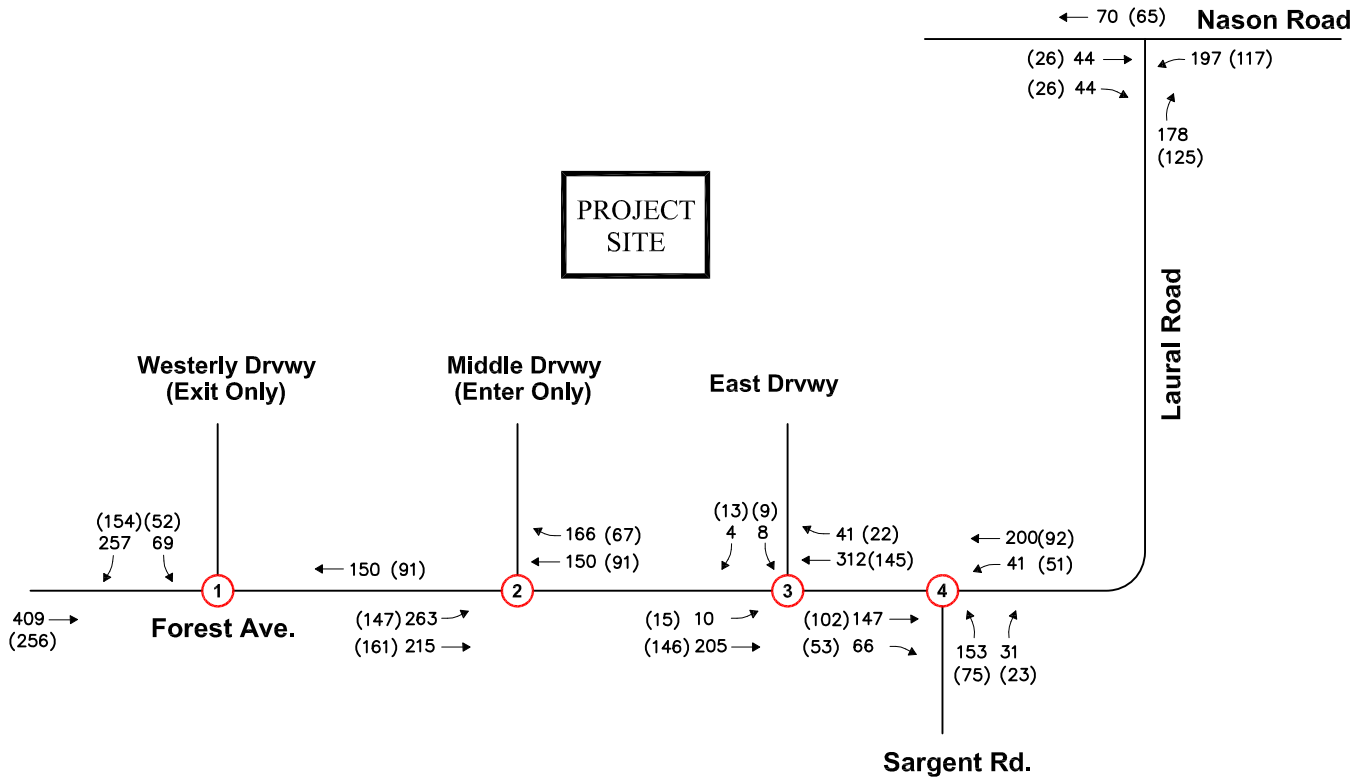 70 (65) Nason Road
(26) 44 197 (117)
(26) 44
178
(125)
PROJECT
SITE
Laural Road
Westerly Drvwy
(Exit Only)
Middle Drvwy
(Enter Only)
East Drvwy
(154)(52)
257 69
150 (91)
166 (67)
150 (91)
(13)(9)
4 8
41 (22)
312(145)
200(92)
41 (51)
1
2
3
4
409
(256)
Forest Ave.
(147) 263
(161) 215
(15) 10
(146) 205
(102) 147
(53) 66
153 31
(75) (23)
Sargent Rd.